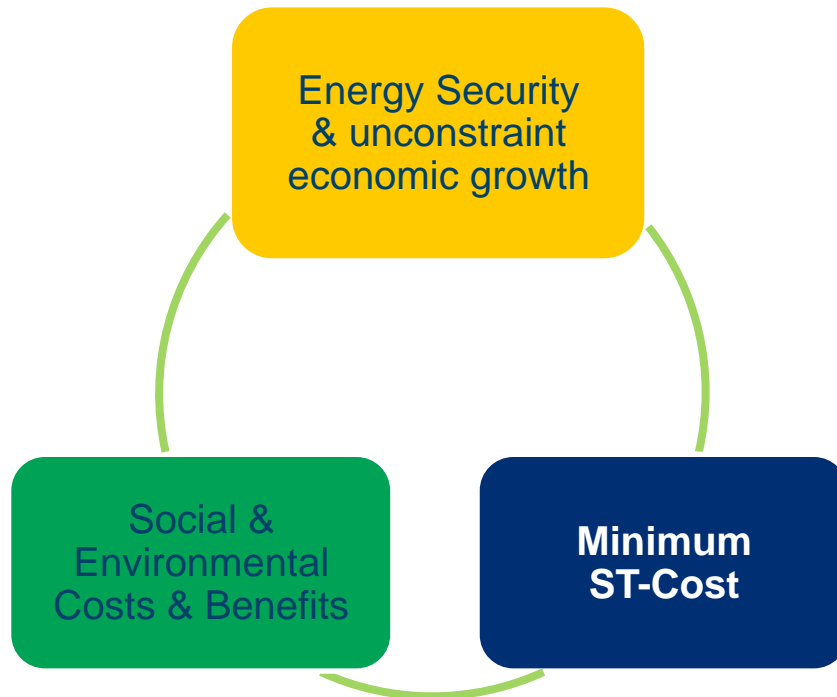 Energy Security
& unconstraint
economic growth
Social &
Environmental
Costs & Benefits
Minimum
ST-Cost